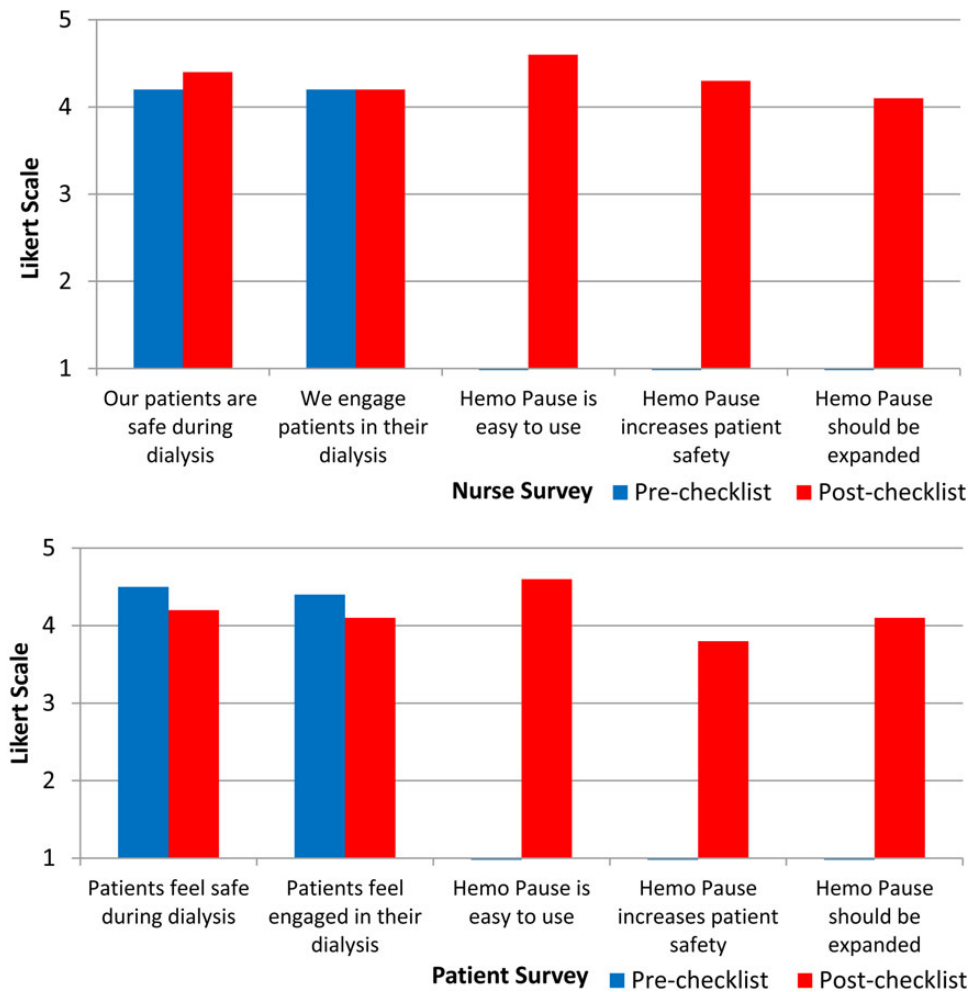 5
4
3
2
1
Likert Scale
Our patients are
safe during
dialysis
We engage
patients in their
dialysis
Hemo Pause is
easy to use
Hemo Pause
increases patient
safety
Hemo Pause
should be
expanded
Nurse Survey Pre-checklist Post-checklist
5
4
3
2
1
Likert Scale
Patients feel safe
during dialysis
Patients feel
engaged in their
dialysis
Hemo Pause is
easy to use
Hemo Pause
increases patient
safety
Hemo Pause
should be
expanded
Patient Survey Pre-checklist Post-checklist